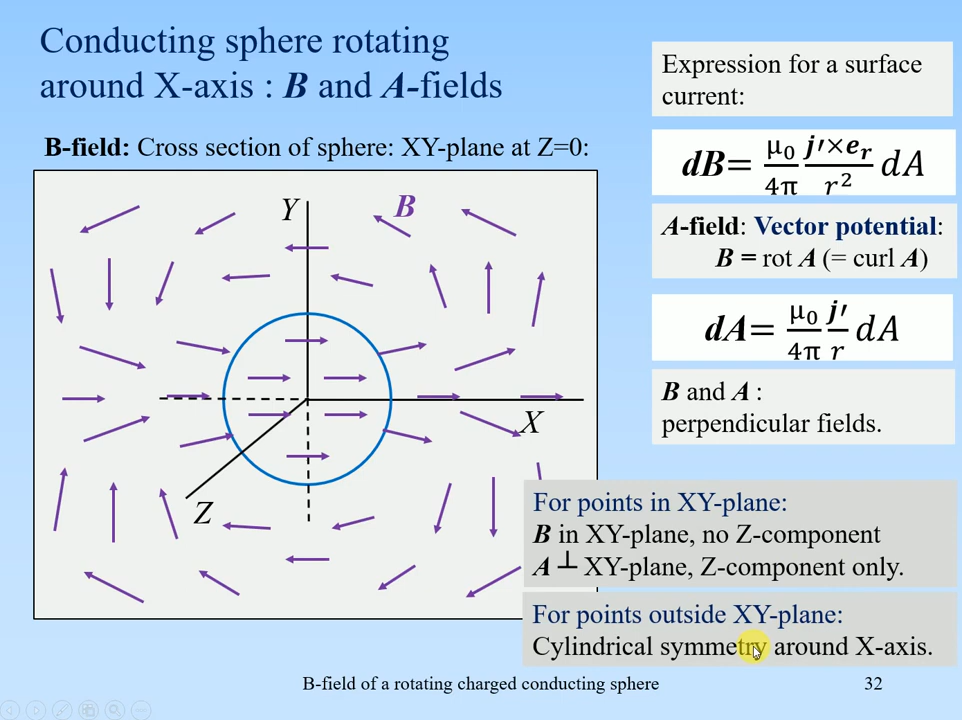 Conducting sphere rotating
around X-axis : B and A-fields
B-field: Cross section of sphere: XY-plane at Z=0:
Y
B
X
Z
Expression for a surface
current:
dB= μ0/4π j′×er/r² dA
A-field: Vector potential:
B = rot A (= curl A)
dA= μ0/4π j′/r dA
B and A :
perpendicular fields.
For points in XY-plane:
B in XY-plane, no Z-component
A ┴ XY-plane, Z-component only.
For points outside XY-plane:
Cylindrical symmetry around X-axis.
B-field of a rotating charged conducting sphere
32